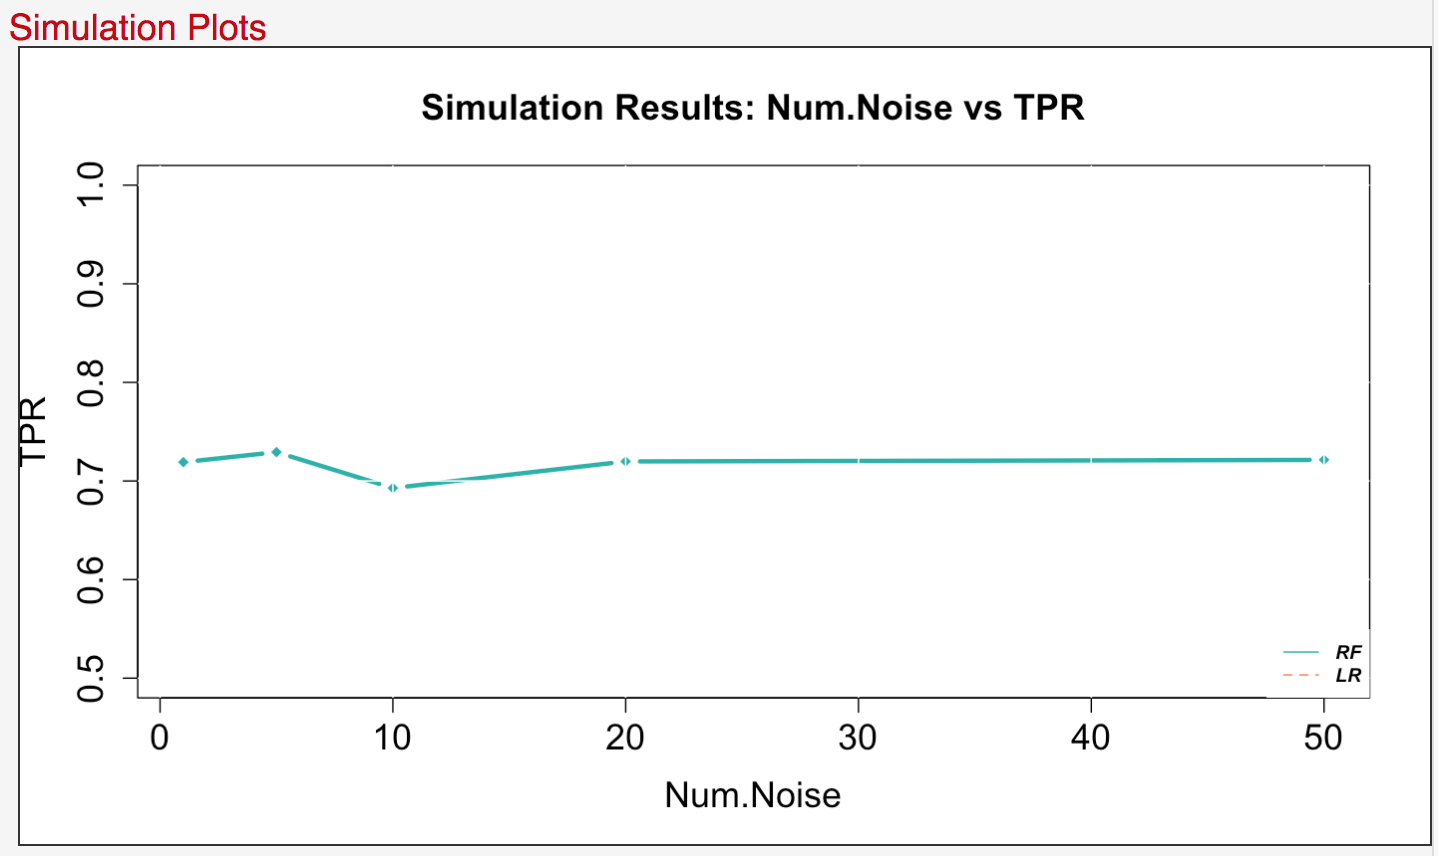 Simulation Plots
Simulation Results: Num.Noise vs TPR
1.0
0.9
0.8
0.7
0.6
0.5
TPR
RF
LR
0 10 20 30 40 50
Num.Noise